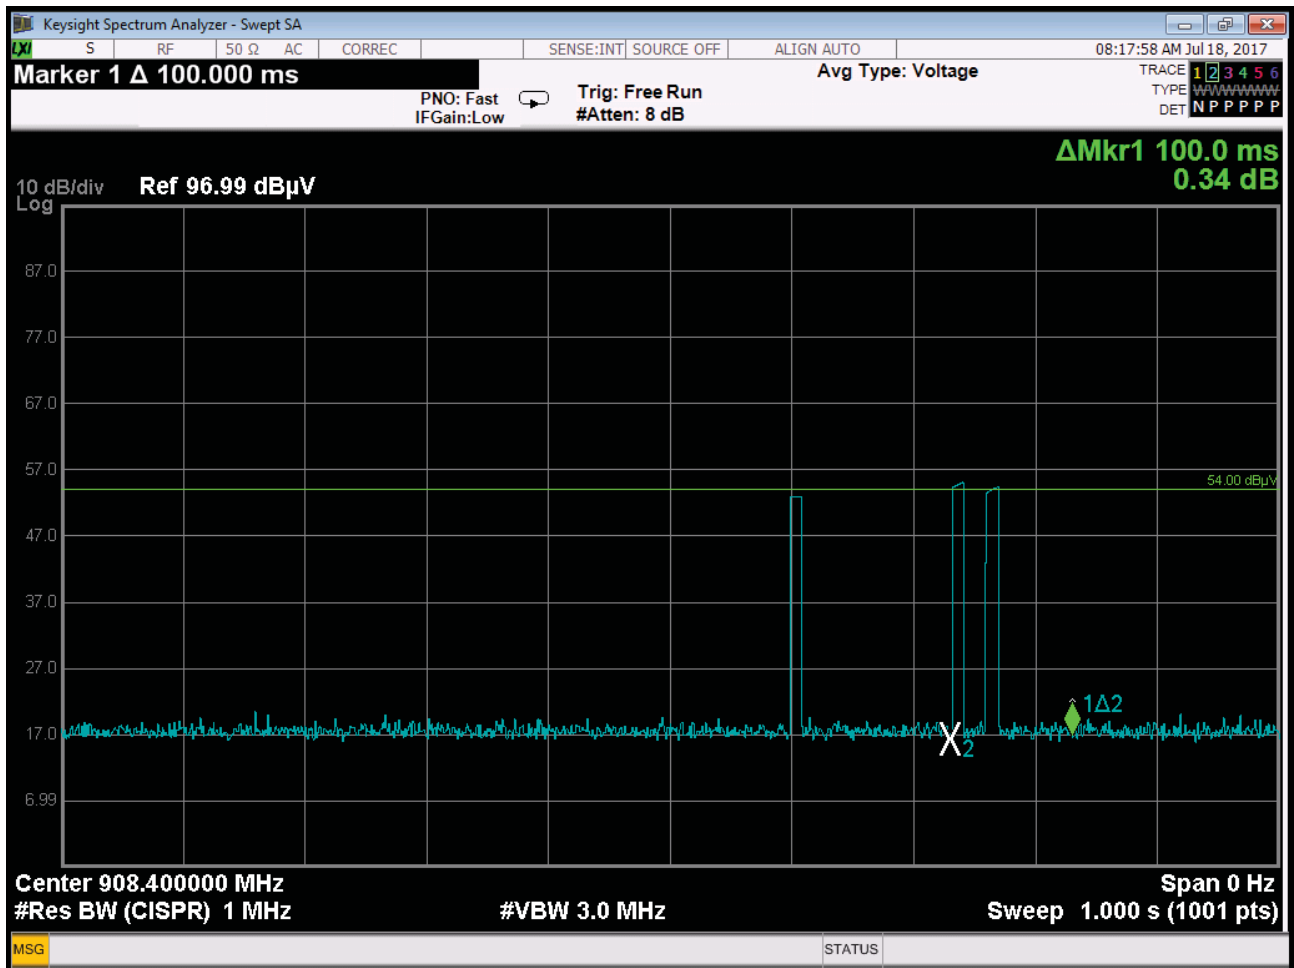 Keysight Spectrum Analyzer - Swept SA
LXI S RF 50 Ω AC CORREC SENSE:INT SOURCE OFF ALIGN AUTO 08:17:58 AM Jul 18, 2017
Marker 1 Δ 100.000 ms
Avg Type: Voltage
TRACE 1 2 3 4 5 6
PNO: Fast
Trig: Free Run
TYPE WWWWWW
IFGain:Low
#Atten: 8 dB
DET N P P P P P
ΔMkr1 100.0 ms
0.34 dB
10 dB/div
Ref 96.99 dBµV
Log
87.0
77.0
67.0
57.0
54.00 dBµV
47.0
37.0
27.0
1Δ2
17.0
2
6.99
Center 908.400000 MHz
Span 0 Hz
#Res BW (CISPR) 1 MHz
#VBW 3.0 MHz
Sweep 1.000 s (1001 pts)
MSG
STATUS